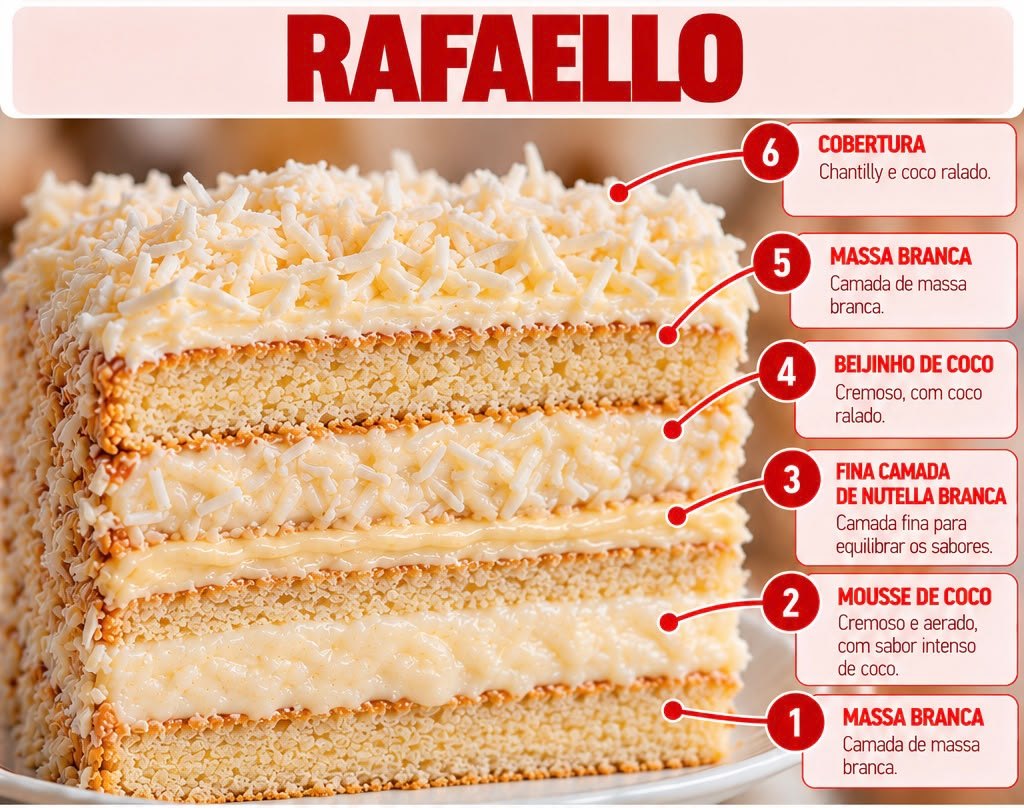 RAFAELLO
6
COBERTURA
Chantilly e coco ralado.
5
MASSA BRANCA
Camada de massa
branca.
4
BEIJINHO DE COCO
Cremoso, com coco
ralado.
3
FINA CAMADA
DE NUTELLA BRANCA
Camada fina para
equilibrar os sabores.
2
MOUSSE DE COCO
Cremoso e aerado,
com sabor intenso
de coco.
1
MASSA BRANCA
Camada de massa
branca.